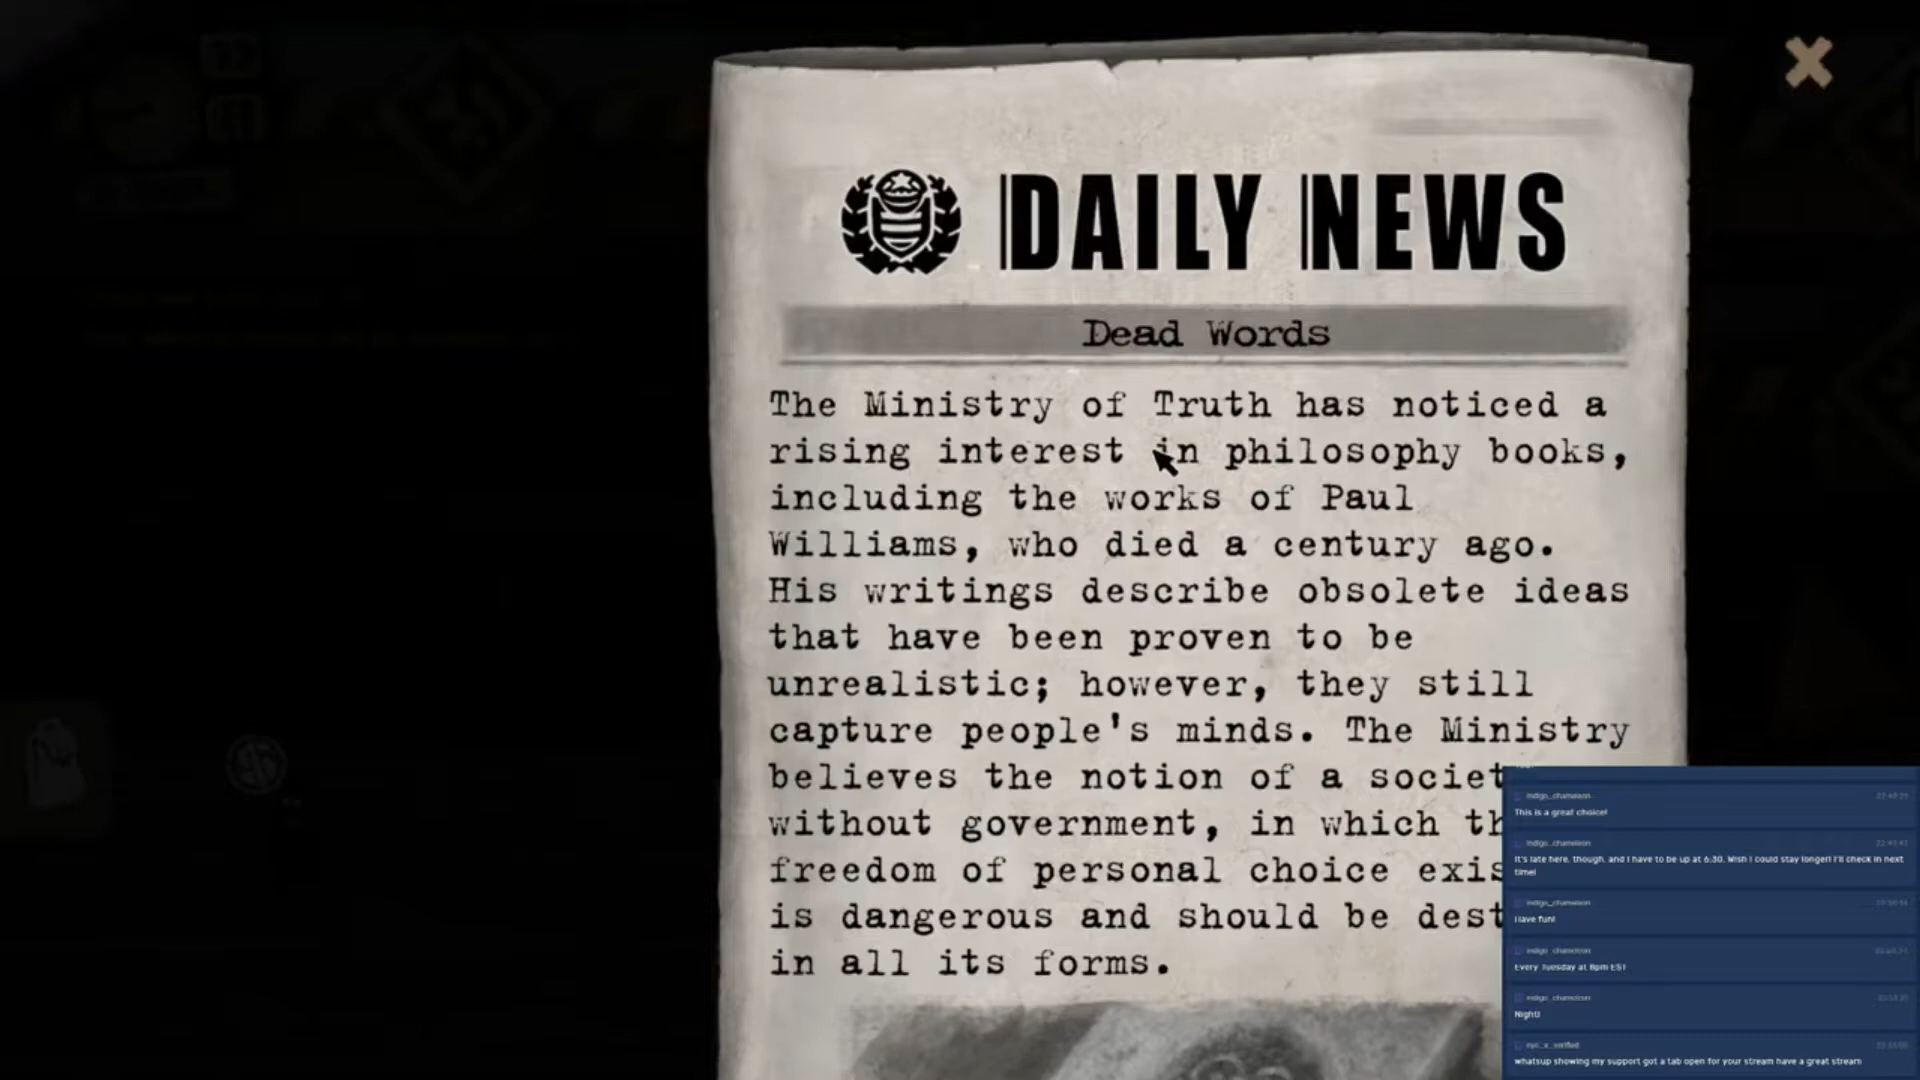 DAILY NEWS
Dead Words
The Ministry of Truth has noticed a
rising interest in philosophy books,
including the works of Paul
Williams, who died a century ago.
His writings describe obsolete ideas
that have been proven to be
unrealistic; however, they still
capture people's minds. The Ministry
believes the notion of a societ
without government, in which th
freedom of personal choice exis
is dangerous and should be dest
in all its forms.
indigo_chameleon
This is a great choice!
indigo_chameleon
It's late here, though, and I have to be up at 6:30. Wish I could stay longer! I'll check in next
time!
indigo_chameleon
Have fun!
indigo_chameleon
Every Tuesday at 8pm EST
indigo_chameleon
Night!
whatsup showing my support got a tab open for your stream have a great stream